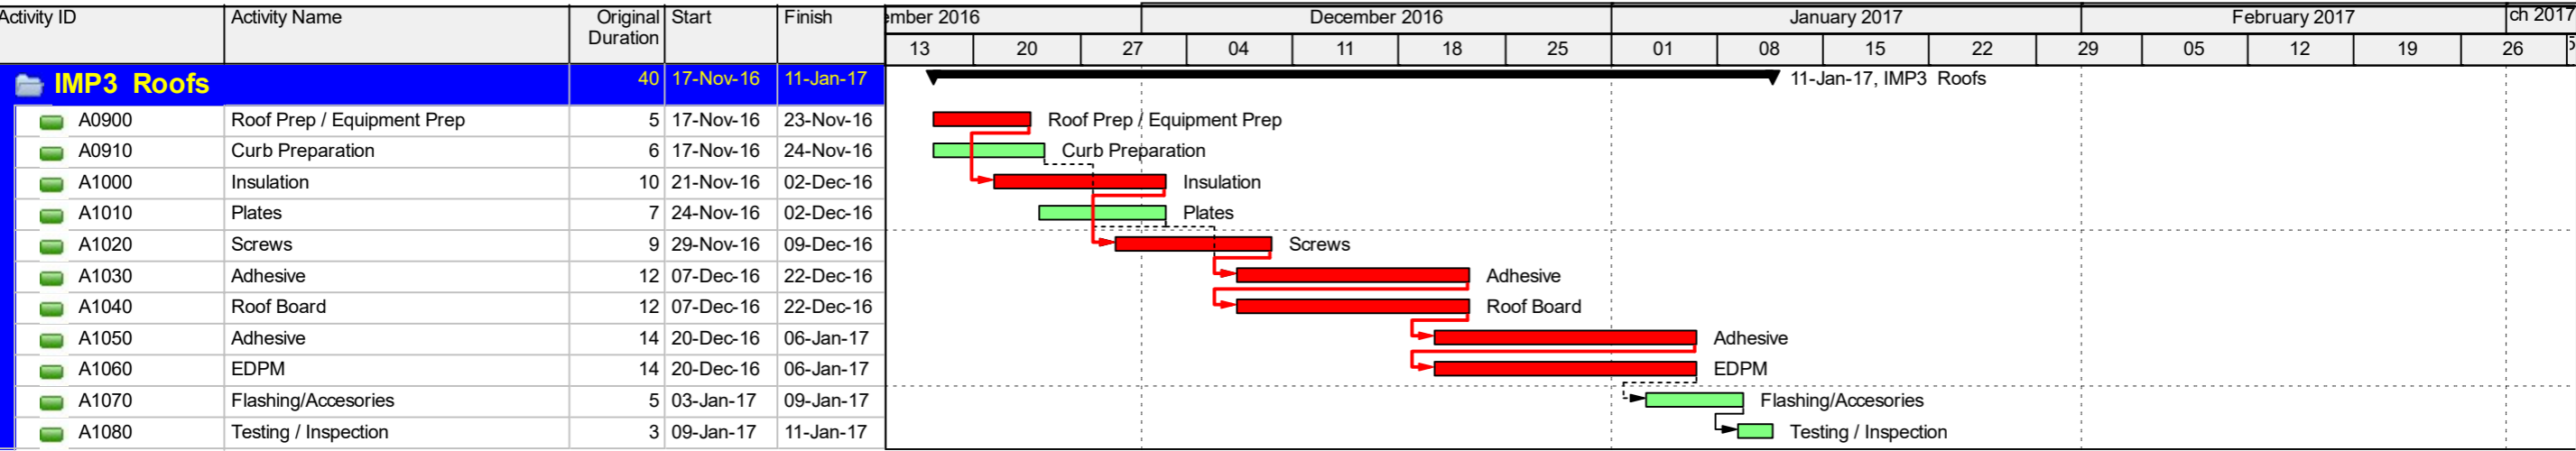 Activity ID Activity Name Original Duration Start Finish
ember 2016 December 2016 January 2017 February 2017 ch 2017
13 20 27 04 11 18 25 01 08 15 22 29 05 12 19 26
IMP3 Roofs 40 17-Nov-16 11-Jan-17 11-Jan-17, IMP3 Roofs
A0900 Roof Prep / Equipment Prep 5 17-Nov-16 23-Nov-16 Roof Prep / Equipment Prep
A0910 Curb Preparation 6 17-Nov-16 24-Nov-16 Curb Preparation
A1000 Insulation 10 21-Nov-16 02-Dec-16 Insulation
A1010 Plates 7 24-Nov-16 02-Dec-16 Plates
A1020 Screws 9 29-Nov-16 09-Dec-16 Screws
A1030 Adhesive 12 07-Dec-16 22-Dec-16 Adhesive
A1040 Roof Board 12 07-Dec-16 22-Dec-16 Roof Board
A1050 Adhesive 14 20-Dec-16 06-Jan-17 Adhesive
A1060 EDPM 14 20-Dec-16 06-Jan-17 EDPM
A1070 Flashing/Accesories 5 03-Jan-17 09-Jan-17 Flashing/Accesories
A1080 Testing / Inspection 3 09-Jan-17 11-Jan-17 Testing / Inspection